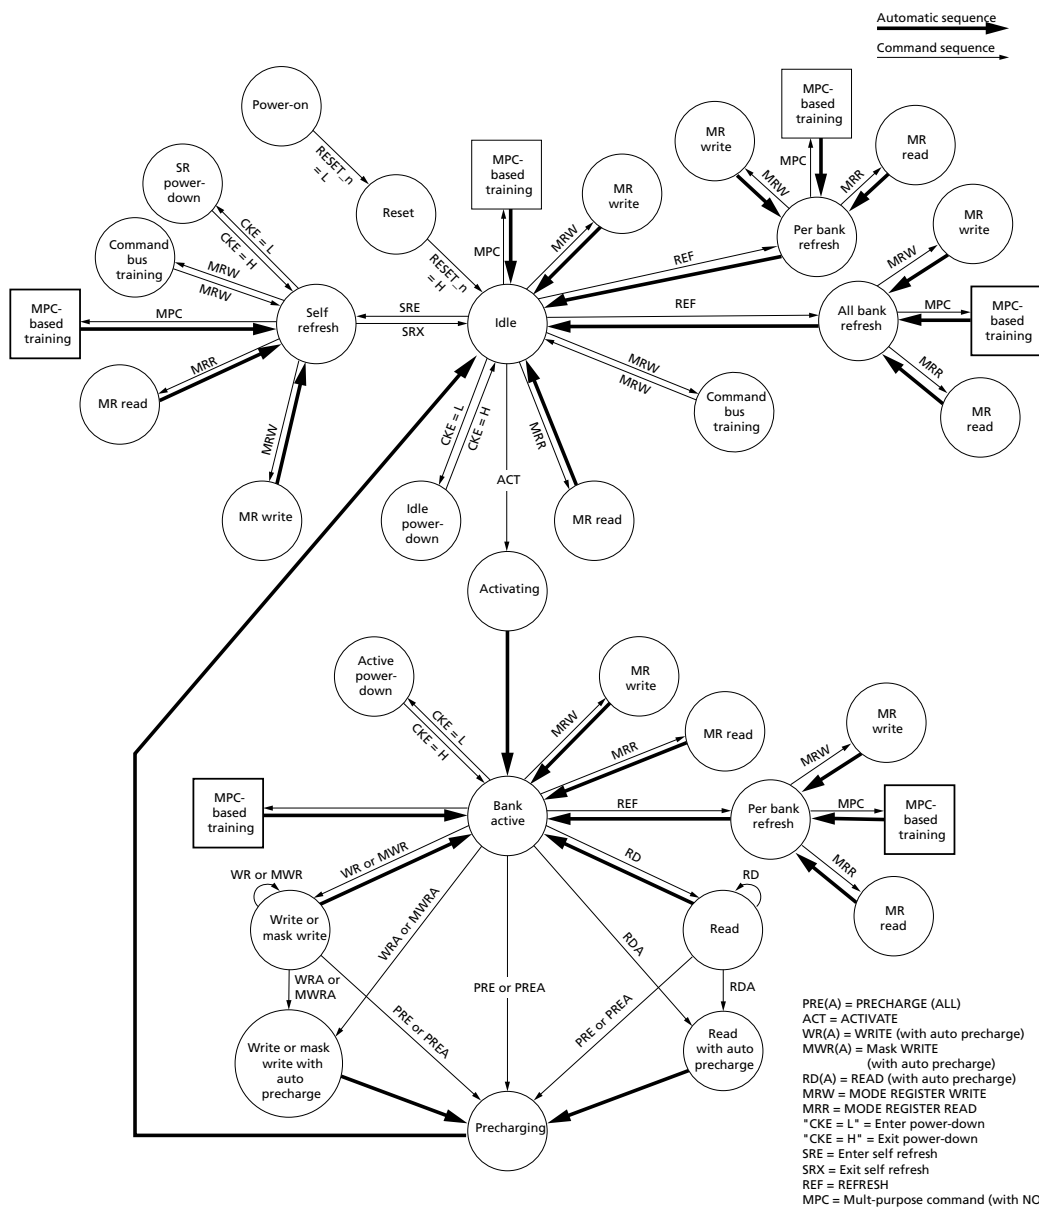 Automatic sequence
Command sequence
Power-on
RESET_n
= L
Reset
RESET_n
= H
SR
power-
down
CKE = L
CKE = H
Command
bus
training
MRW
MRW
MPC-
based
training
MPC
Self
refresh
MRR
MR read
MRW
MR write
SRE
SRX
Idle
MPC-
based
training
MPC
MR
write
MRW
MR
write
MRW
MPC-
based
training
MPC
MR
read
MRR
Per bank
refresh
REF
REF
MR
write
MRW
All bank
refresh
MPC
MPC-
based
training
MRR
MR
read
MRW
MRW
Command
bus
training
CKE = L
CKE = H
Idle
power-
down
ACT
MRR
MR read
Activating
Active
power-
down
CKE = L
CKE = H
MR
write
MRW
MR read
MRR
MPC-
based
training
Bank
active
REF
Per bank
refresh
MR
write
MRW
MPC
MPC-
based
training
MRR
MR
read
WR or MWR
WR or MWR
Write or
mask write
WRA or MWRA
RD
RD
Read
RDA
WRA or
MWRA
PRE or PREA
PRE or PREA
PRE or PREA
RDA
Write or mask
write with
auto
precharge
Read
with auto
precharge
Precharging
PRE(A) = PRECHARGE (ALL)
ACT = ACTIVATE
WR(A) = WRITE (with auto precharge)
MWR(A) = Mask WRITE
(with auto precharge)
RD(A) = READ (with auto precharge)
MRW = MODE REGISTER WRITE
MRR = MODE REGISTER READ
"CKE = L" = Enter power-down
"CKE = H" = Exit power-down
SRE = Enter self refresh
SRX = Exit self refresh
REF = REFRESH
MPC = Mult-purpose command (with NO